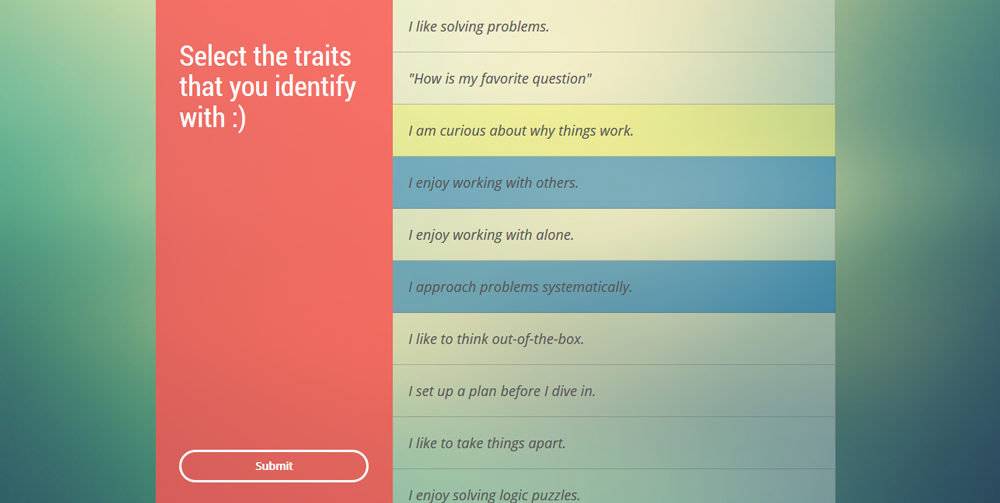 Select the traits
that you identify
with :)
Submit
I like solving problems.
"How is my favorite question"
I am curious about why things work.
I enjoy working with others.
I enjoy working with alone.
I approach problems systematically.
I like to think out-of-the-box.
I set up a plan before I dive in.
I like to take things apart.
I enjoy solving logic puzzles.